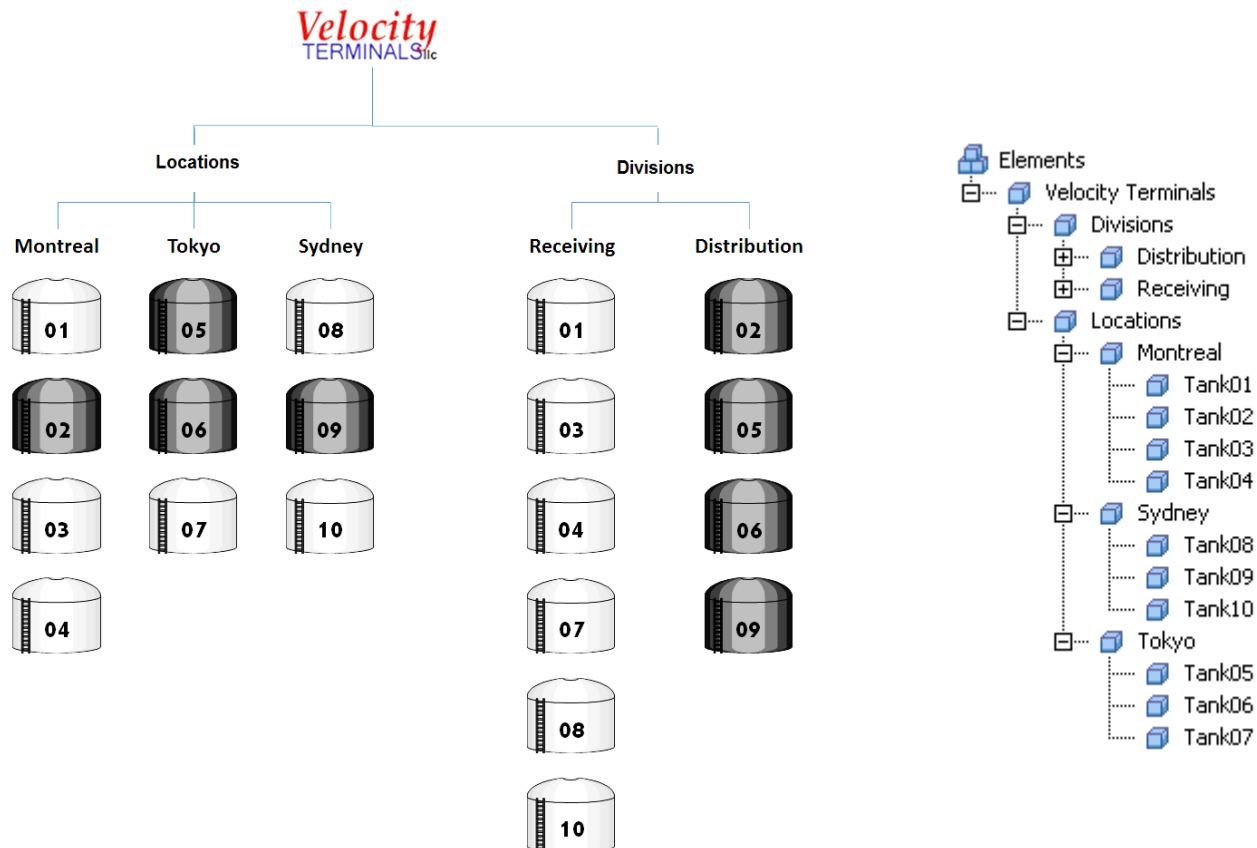 Velocity
TERMINALSllc
Locations
Divisions
Montreal Tokyo Sydney Receiving Distribution
01 05 08 01 02
02 06 09 03 05
03 07 10 04 06
04 07 09
08
10
Elements
Velocity Terminals
Divisions
Distribution
Receiving
Locations
Montreal
Tank01
Tank02
Tank03
Tank04
Sydney
Tank08
Tank09
Tank10
Tokyo
Tank05
Tank06
Tank07